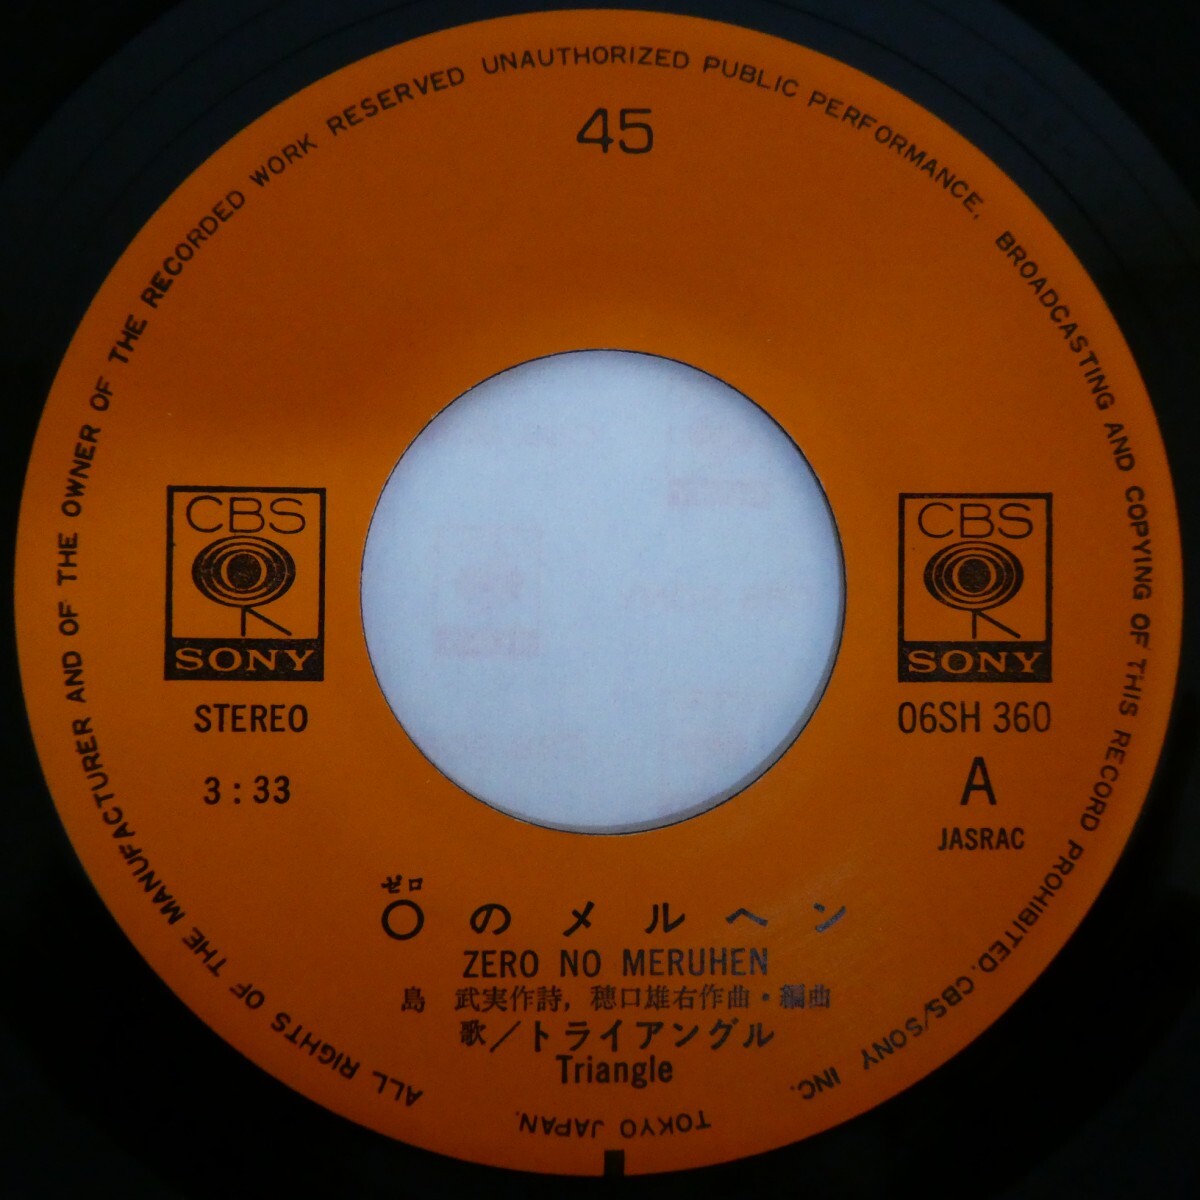 ALL RIGHTS OF THE MANUFACTURER AND OF THE OWNER OF THE RECORDED WORK RESERVED UNAUTHORIZED PUBLIC PERFORMANCE, BROADCASTING AND COPYING OF THIS RECORD PROHIBITED. CBS/SONY INC.
TOKYO JAPAN.
45
CBS
SONY
STEREO
3:33
CBS
SONY
06SH 360
A
JASRAC
ゼロ
〇のメルヘン
ZERO NO MERUHEN
島 武実作詩, 穂口雄右作曲・編曲
歌/トライアングル
Triangle